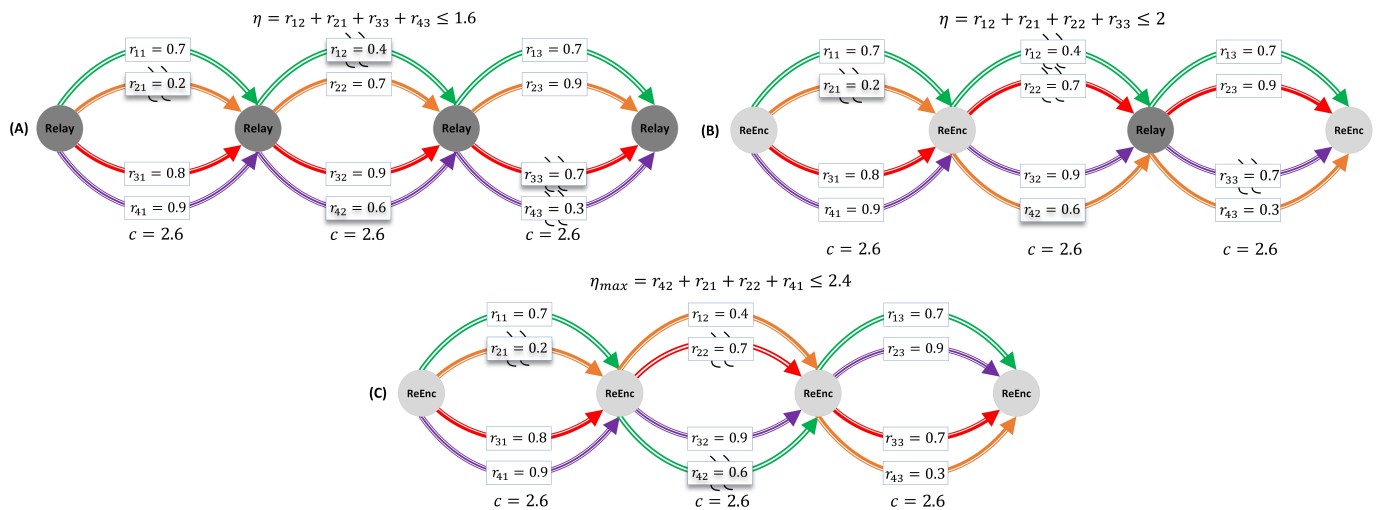 η = r₁₂ + r₂₁ + r₃₃ + r₄₃ ≤ 1.6
r₁₁ = 0.7 r₁₂ = 0.4 r₁₃ = 0.7
r₂₁ = 0.2 r₂₂ = 0.7 r₂₃ = 0.9
(A) Relay Relay Relay Relay
r₃₁ = 0.8 r₃₂ = 0.9 r₃₃ = 0.7
r₄₁ = 0.9 r₄₂ = 0.6 r₄₃ = 0.3
c = 2.6 c = 2.6 c = 2.6
η = r₁₂ + r₂₁ + r₂₂ + r₃₃ ≤ 2
r₁₁ = 0.7 r₁₂ = 0.4 r₁₃ = 0.7
r₂₁ = 0.2 r₂₂ = 0.7 r₂₃ = 0.9
(B) ReEnc ReEnc Relay ReEnc
r₃₁ = 0.8 r₃₂ = 0.9 r₃₃ = 0.7
r₄₁ = 0.9 r₄₂ = 0.6 r₄₃ = 0.3
c = 2.6 c = 2.6 c = 2.6
ηₘₐₓ = r₄₂ + r₂₁ + r₂₂ + r₄₁ ≤ 2.4
r₁₁ = 0.7 r₁₂ = 0.4 r₁₃ = 0.7
r₂₁ = 0.2 r₂₂ = 0.7 r₂₃ = 0.9
(C) ReEnc ReEnc ReEnc ReEnc
r₃₁ = 0.8 r₃₂ = 0.9 r₃₃ = 0.7
r₄₁ = 0.9 r₄₂ = 0.6 r₄₃ = 0.3
c = 2.6 c = 2.6 c = 2.6